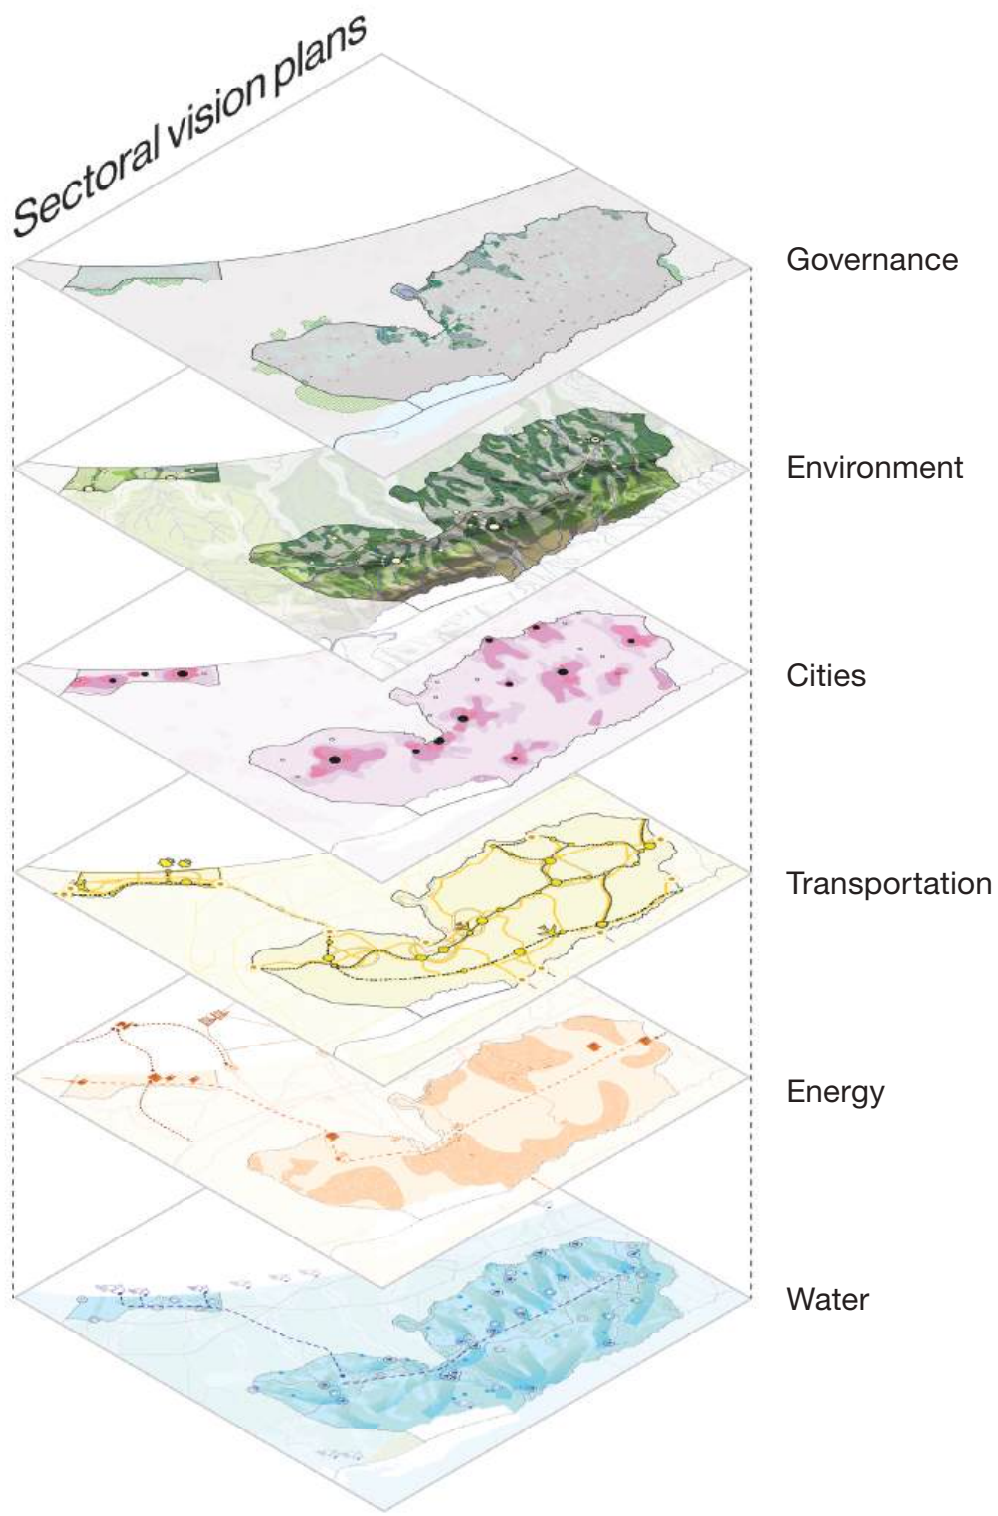 Sectoral vision plans
Governance
Environment
Cities
Transportation
Energy
Water